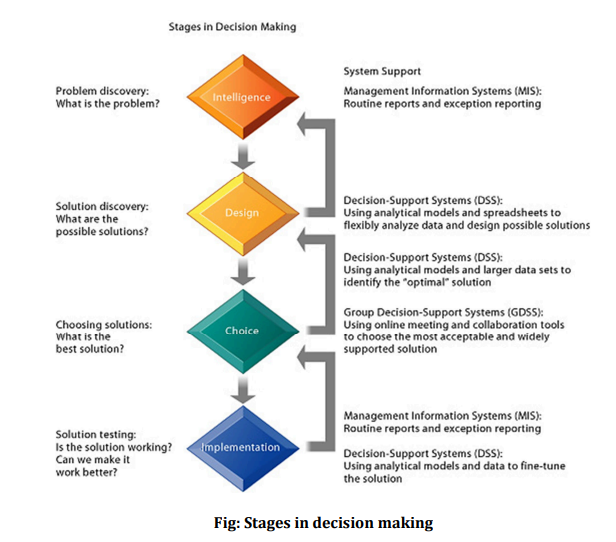 Stages in Decision Making
System Support
Problem discovery:
What is the problem?
Intelligence
Management Information Systems (MIS):
Routine reports and exception reporting
Solution discovery:
What are the
possible solutions?
Design
Decision-Support Systems (DSS):
Using analytical models and spreadsheets to
flexibly analyze data and design possible solutions
Decision-Support Systems (DSS):
Using analytical models and larger data sets to
identify the “optimal” solution
Choosing solutions:
What is the
best solution?
Choice
Group Decision-Support Systems (GDSS):
Using online meeting and collaboration tools
to choose the most acceptable and widely
supported solution
Solution testing:
Is the solution working?
Can we make it
work better?
Implementation
Management Information Systems (MIS):
Routine reports and exception reporting
Decision-Support Systems (DSS):
Using analytical models and data to fine-tune
the solution
Fig: Stages in decision making